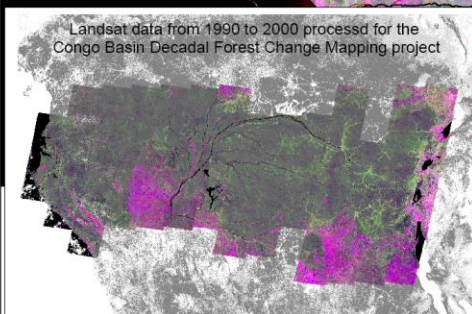 Landsat data from 1990 to 2000 processd for the
Congo Basin Decadal Forest Change Mapping project